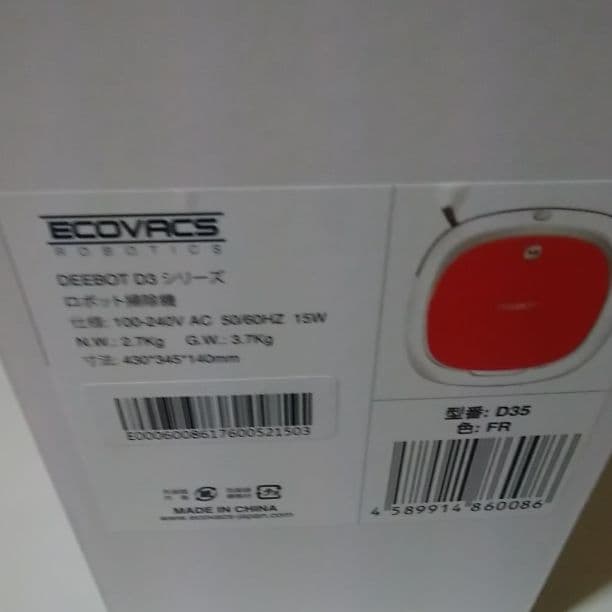 ECOVACS
ROBOTICS
DEEBOT D3 シリーズ
ロボット掃除機
仕様: 100-240V AC 50/60HZ 15W
N.W.: 2.7Kg G.W.: 3.7Kg
寸法: 430*345*140mm
E0006008617600521503
MADE IN CHINA
www.ecovacs-japan.com
型番: D35
色: FR
4 589914 860086